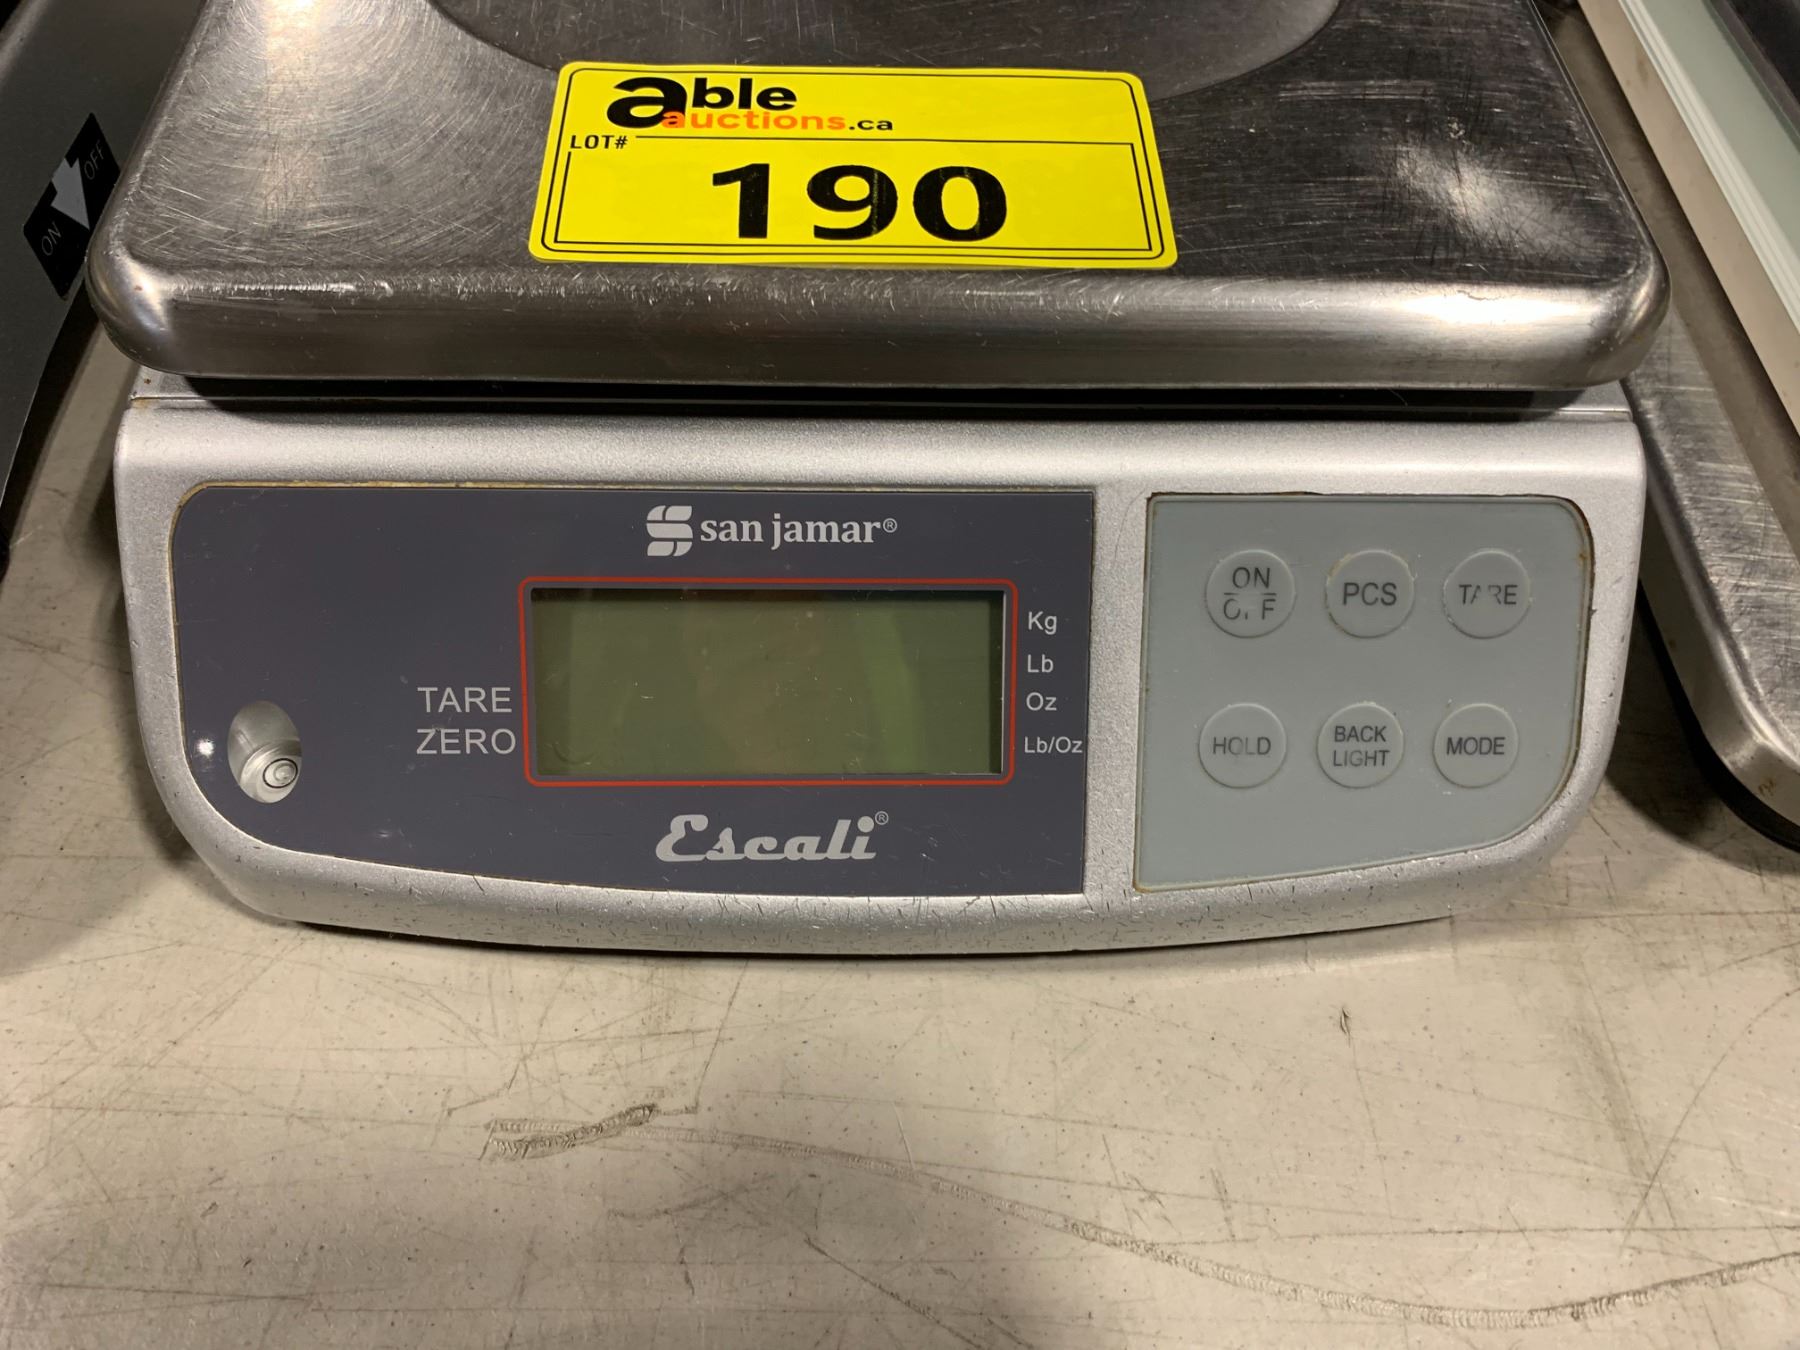 able
auctions.ca
LOT#
190
ON
OFF
san jamar®
Kg
Lb
Oz
Lb/Oz
TARE
ZERO
Escali®
ON
OFF
PCS
TARE
HOLD
BACK
LIGHT
MODE